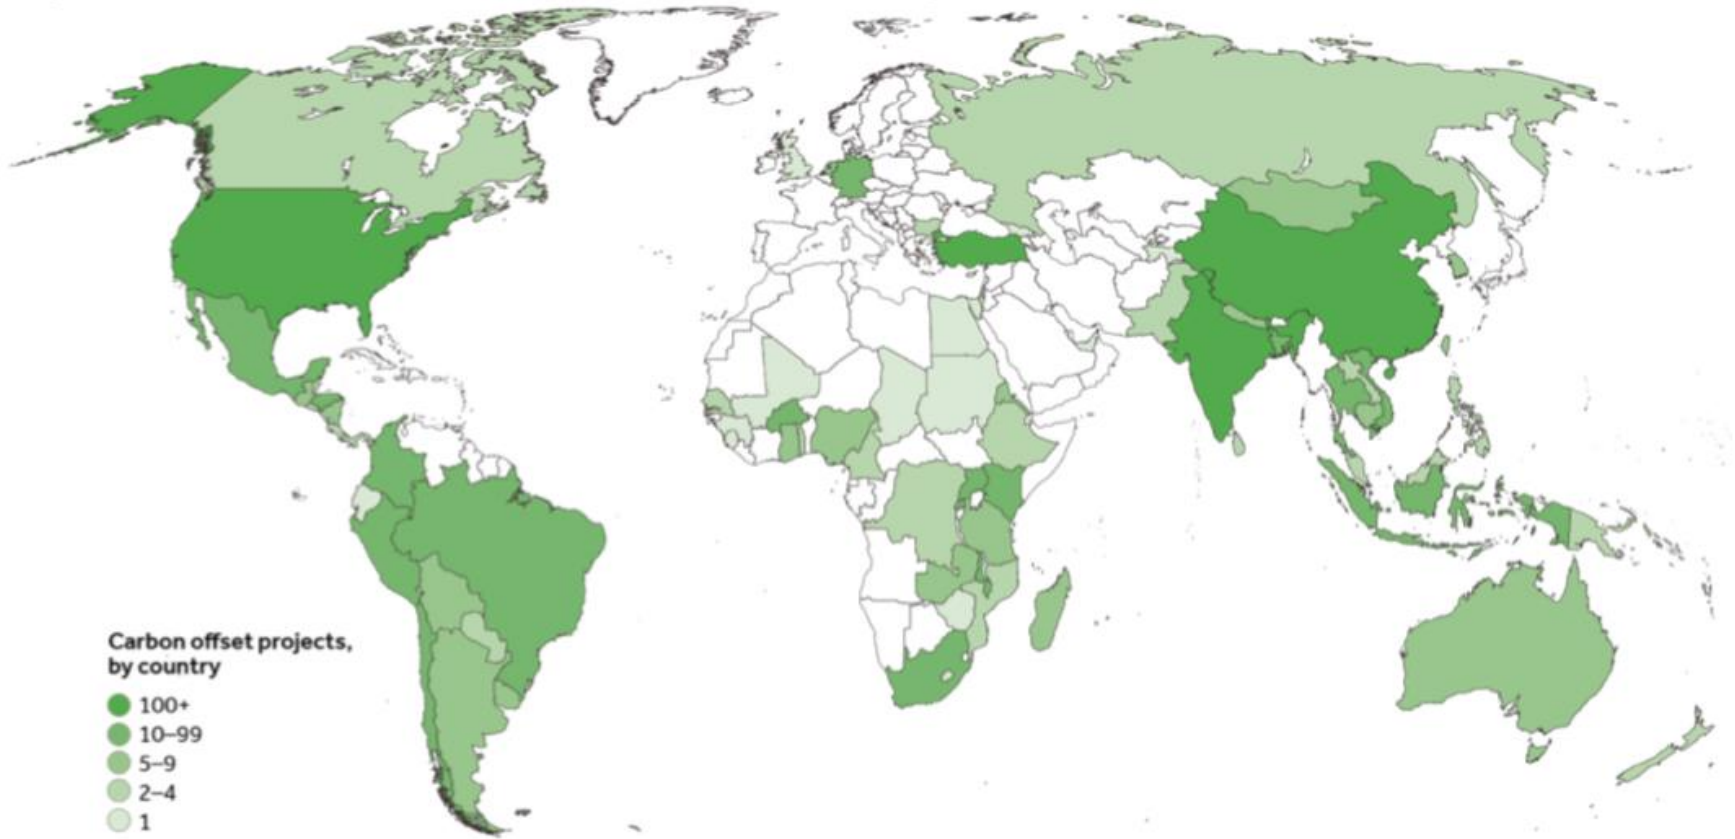 Carbon offset projects,
by country
100+
10–99
5–9
2–4
1